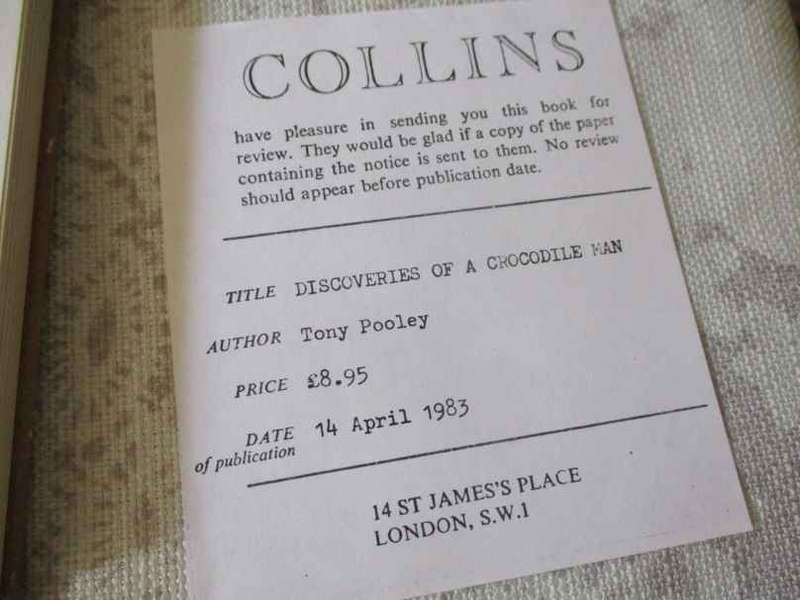 COLLINS
have pleasure in sending you this book for
review. They would be glad if a copy of the paper
containing the notice is sent to them. No review
should appear before publication date.
TITLE DISCOVERIES OF A CROCODILE MAN
AUTHOR Tony Pooley
PRICE £8.95
DATE 14 April 1983
of publication
14 ST JAMES'S PLACE
LONDON, S.W.1